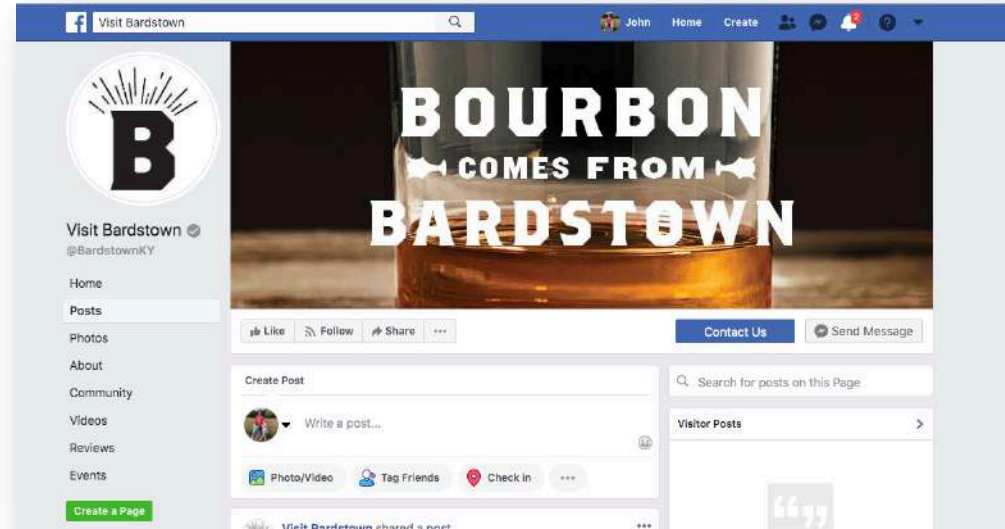 f
Visit Bardstown
John
Home
Create
2
?
B
Visit Bardstown
@BardstownKY
Home
Posts
Photos
About
Community
Videos
Reviews
Events
Create a Page
BOURBON
COMES FROM
BARDSTOWN
Like
Follow
Share
Contact Us
Send Message
Create Post
Write a post...
Photo/Video
Tag Friends
Check in
Visit Bardstown shared a post
Search for posts on this Page
Visitor Posts